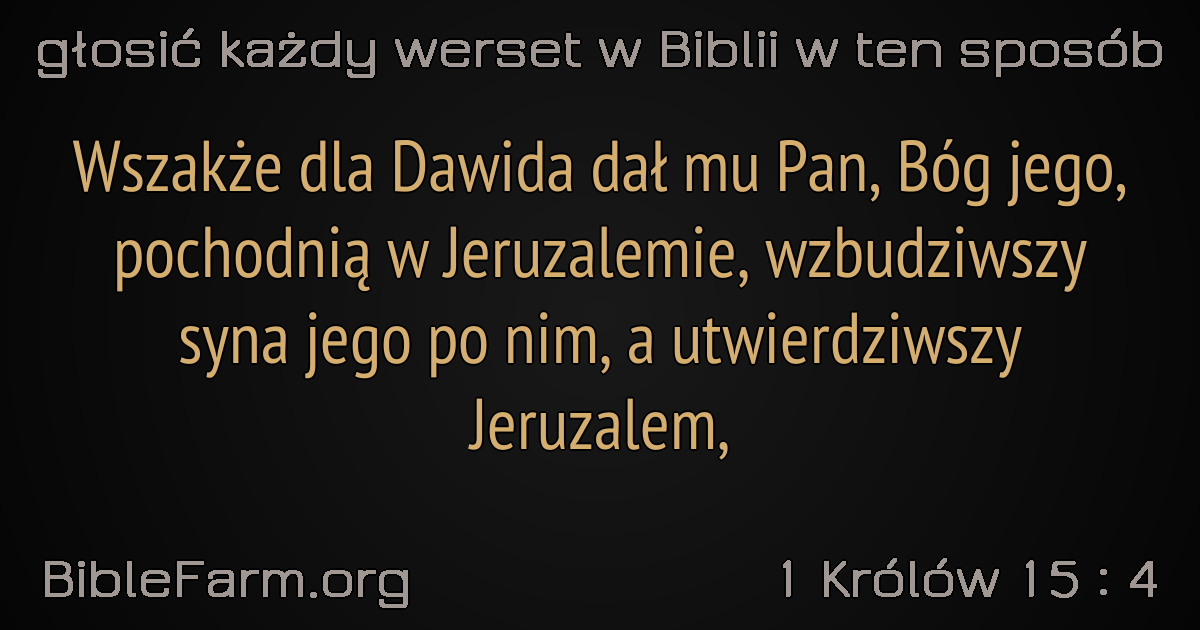 głosić każdy werset w Biblii w ten sposób
Wszakże dla Dawida dał mu Pan, Bóg jego,
pochodnią w Jeruzalemie, wzbudziwszy
syna jego po nim, a utwierdziwszy
Jeruzalem,
BibleFarm.org
1 Królów 15 : 4